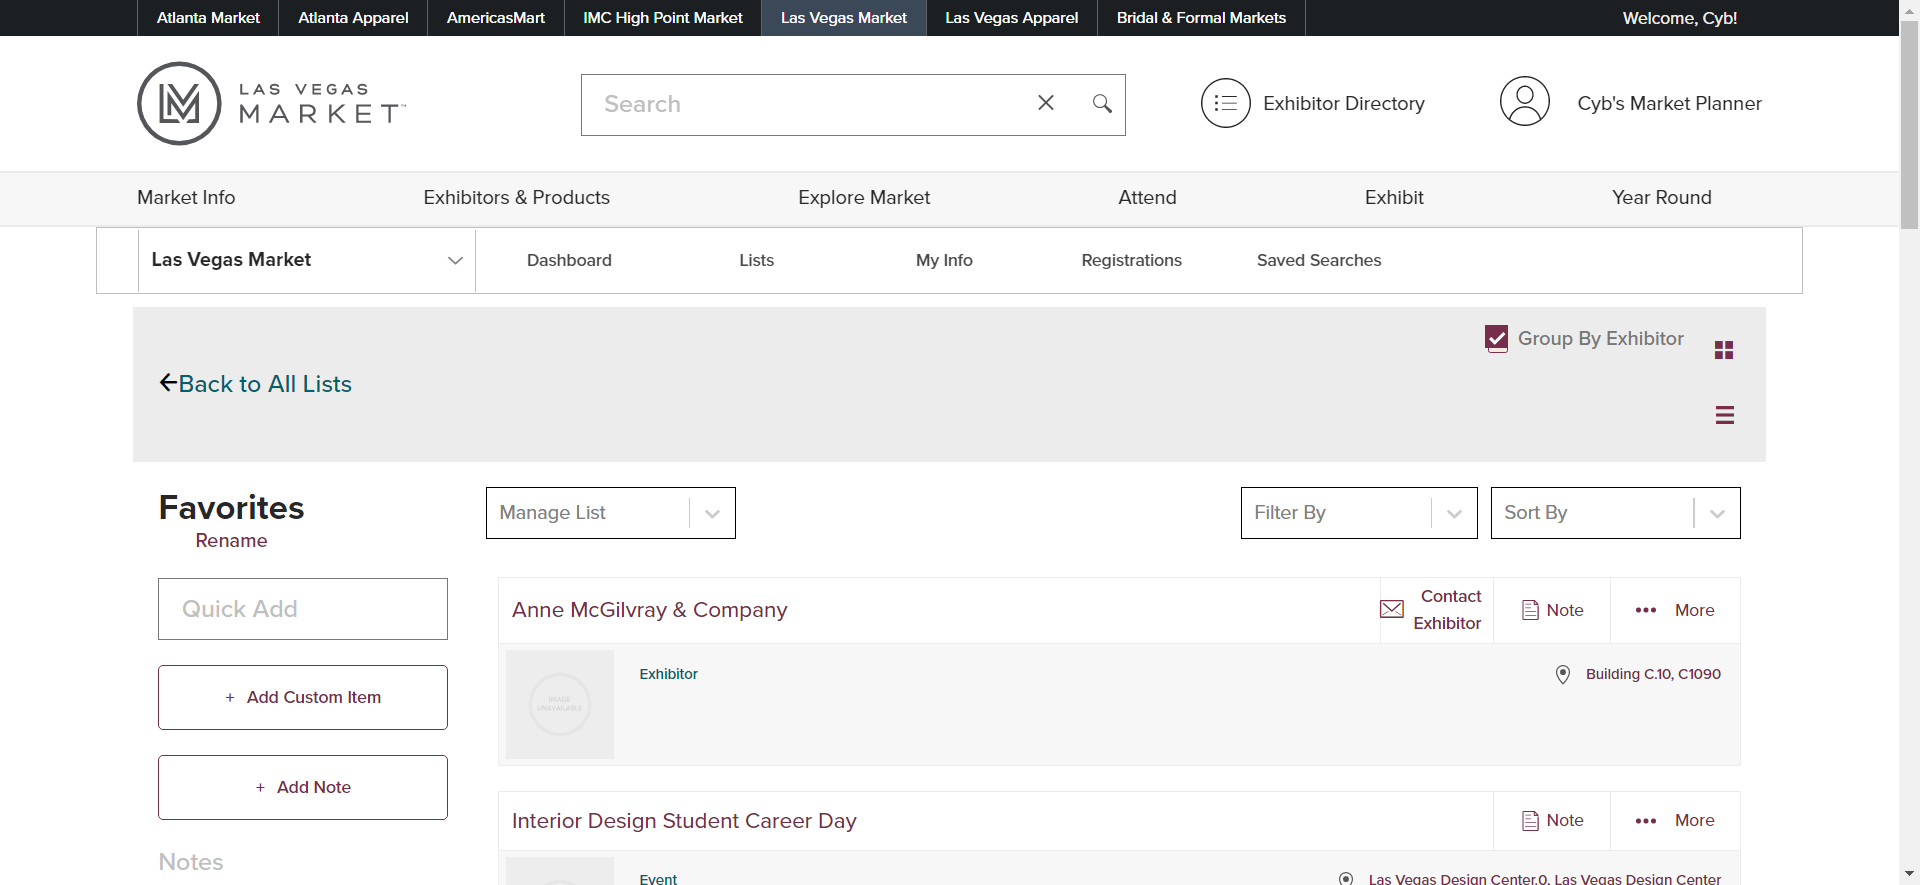 Atlanta Market
Atlanta Apparel
AmericasMart
IMC High Point Market
Las Vegas Market
Las Vegas Apparel
Bridal & Formal Markets
Welcome, Cyb!
LAS VEGAS
MARKET
Search
Exhibitor Directory
Cyb's Market Planner
Market Info
Exhibitors & Products
Explore Market
Attend
Exhibit
Year Round
Las Vegas Market
Dashboard
Lists
My Info
Registrations
Saved Searches
Group By Exhibitor
Back to All Lists
Favorites
Rename
Manage List
Filter By
Sort By
Quick Add
+ Add Custom Item
+ Add Note
Notes
Anne McGilvray & Company
Contact
Exhibitor
Note
More
IMAGE
UNAVAILABLE
Exhibitor
Building C.10, C1090
Interior Design Student Career Day
Note
More
Event
Las Vegas Design Center.0, Las Vegas Design Center